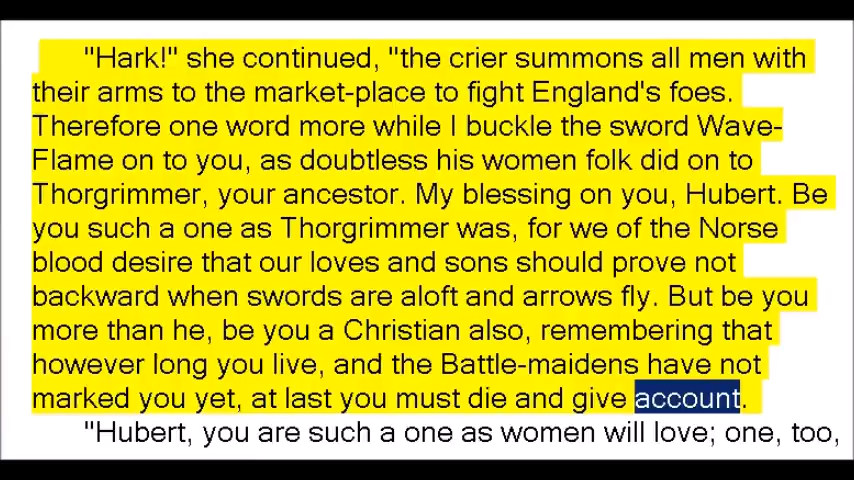 "Hark!" she continued, "the crier summons all men with
their arms to the market-place to fight England's foes.
Therefore one word more while I buckle the sword Wave-
Flame on to you, as doubtless his women folk did on to
Thorgrimmer, your ancestor. My blessing on you, Hubert. Be
you such a one as Thorgrimmer was, for we of the Norse
blood desire that our loves and sons should prove not
backward when swords are aloft and arrows fly. But be you
more than he, be you a Christian also, remembering that
however long you live, and the Battle-maidens have not
marked you yet, at last you must die and give account.
"Hubert, you are such a one as women will love; one, too,